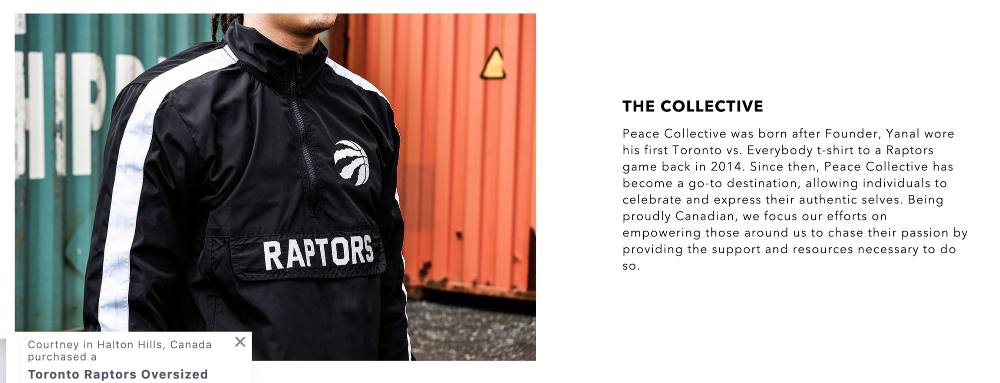 HIPP
RAPTORS
THE COLLECTIVE
Peace Collective was born after Founder, Yanal wore
his first Toronto vs. Everybody t-shirt to a Raptors
game back in 2014. Since then, Peace Collective has
become a go-to destination, allowing individuals to
celebrate and express their authentic selves. Being
proudly Canadian, we focus our efforts on
empowering those around us to chase their passion by
providing the support and resources necessary to do
so.
Courtney in Halton Hills, Canada
purchased a
Toronto Raptors Oversized